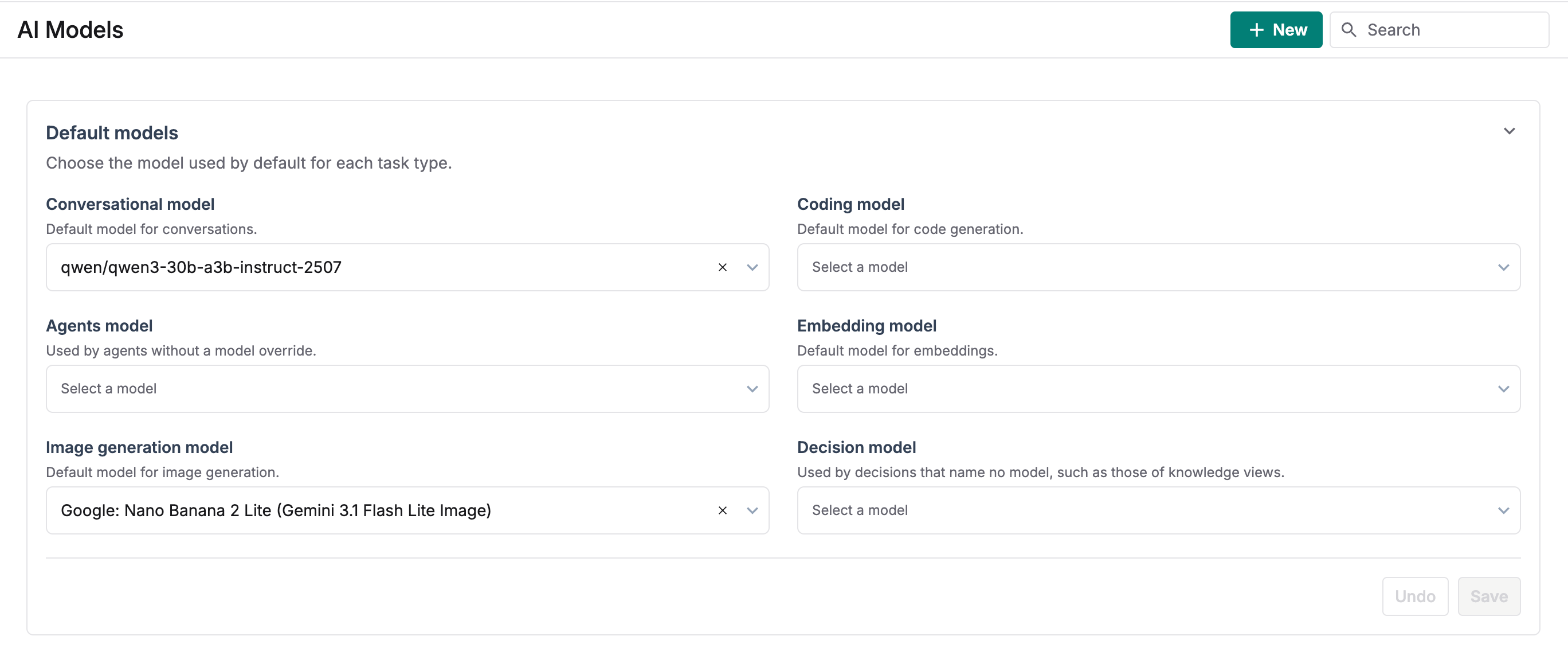 AI Models
New
Search
Default models
Choose the model used by default for each task type.
Conversational model
Default model for conversations.
qwen/qwen3-30b-a3b-instruct-2507
Coding model
Default model for code generation.
Select a model
Agents model
Used by agents without a model override.
Select a model
Embedding model
Default model for embeddings.
Select a model
Image generation model
Default model for image generation.
Google: Nano Banana 2 Lite (Gemini 3.1 Flash Lite Image)
Decision model
Used by decisions that name no model, such as those of knowledge views.
Select a model
Undo
Save